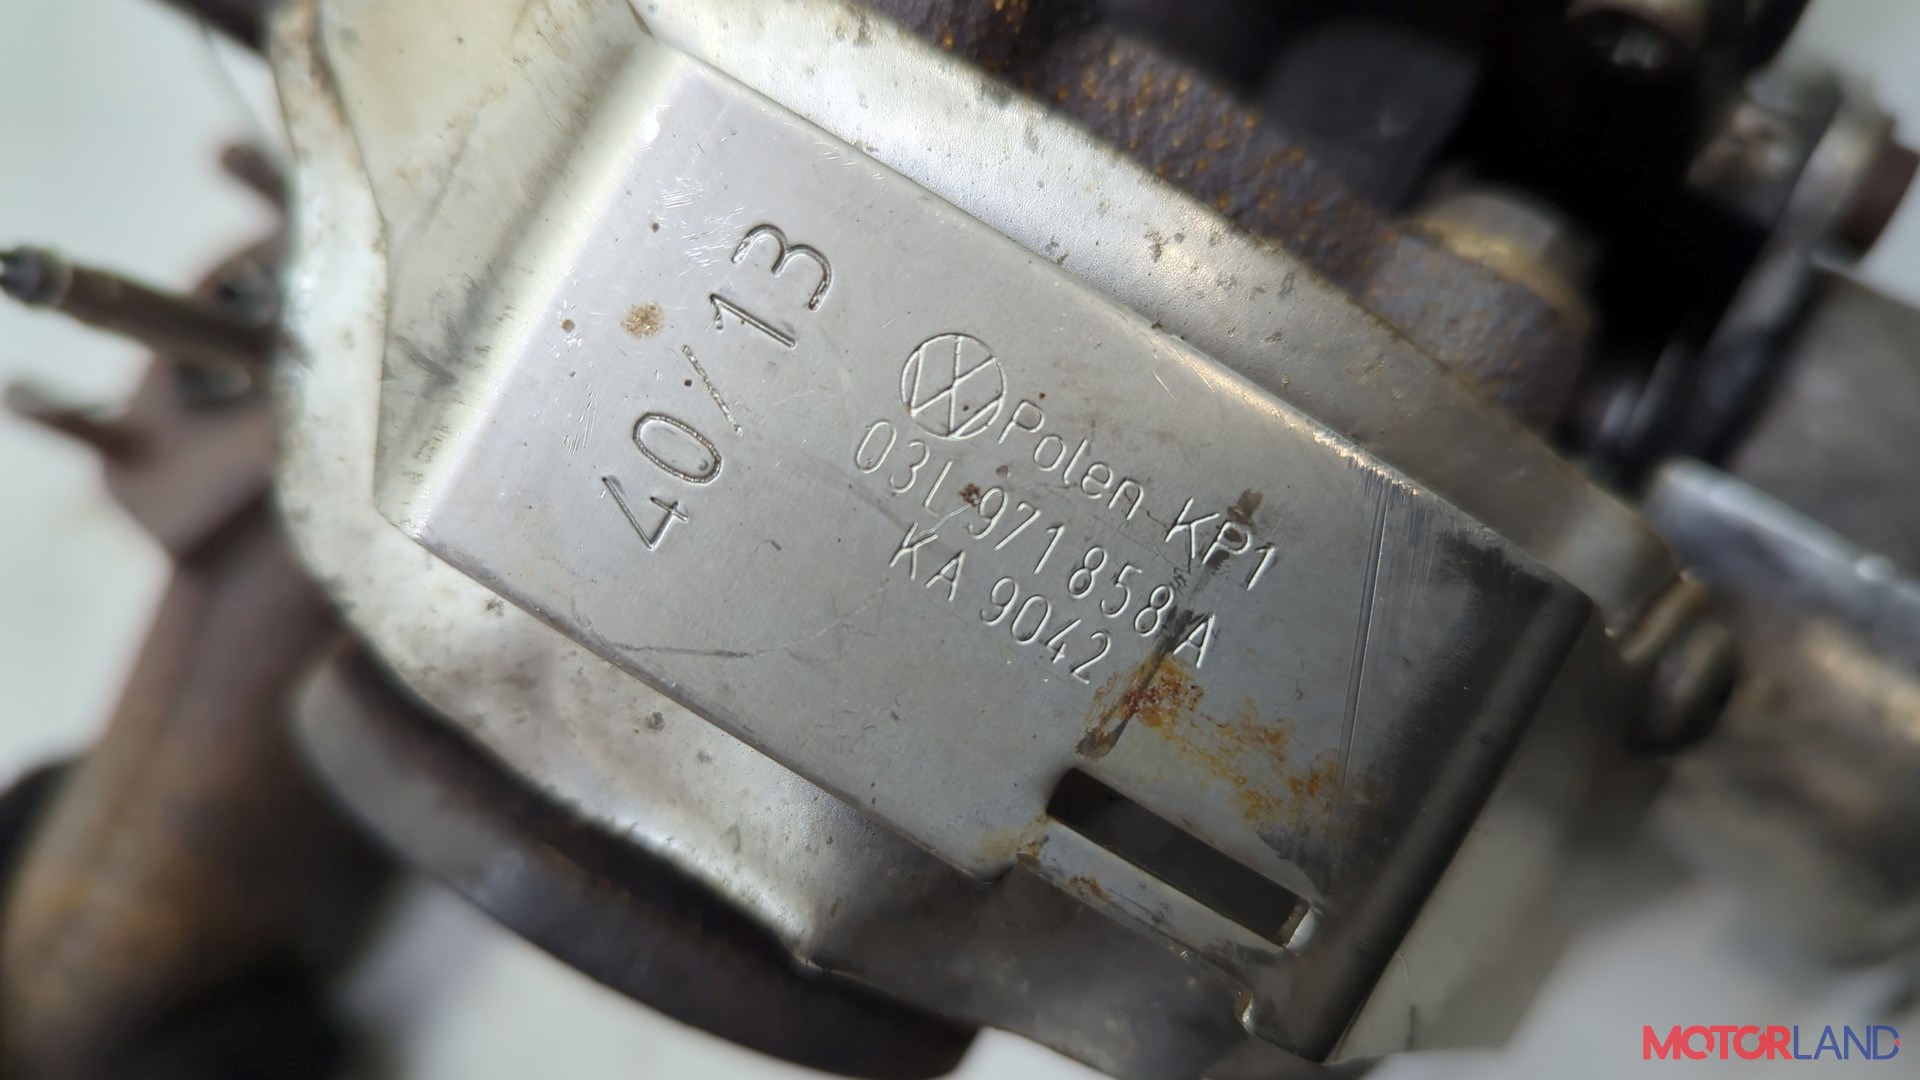 40/13
Polen KP1
03L 971 858 A
KA 9042
MOTORLAND